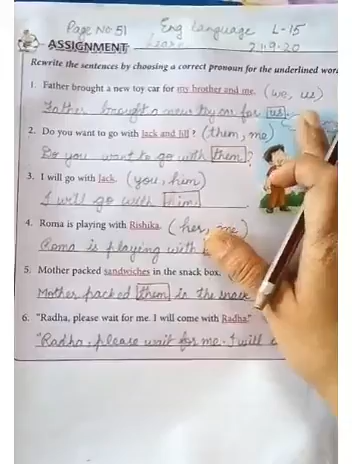 Page No 51 Eng language L-15
ASSIGNMENT Learn 2.9.20
Rewrite the sentences by choosing a correct pronoun for the underlined wor
1. Father brought a new toy car for my brother and me. (we, us)
Father brought a new toy car for us.
2. Do you want to go with Jack and Jill? (them, me)
Do you want to go with them?
3. I will go with Jack. (you, him)
I will go with him
4. Roma is playing with Rishika. (her, me)
Roma is playing with
5. Mother packed sandwiches in the snack box.
Mother packed them in the snack
6. "Radha, please wait for me. I will come with Radha."
"Radha, please wait for me. I will